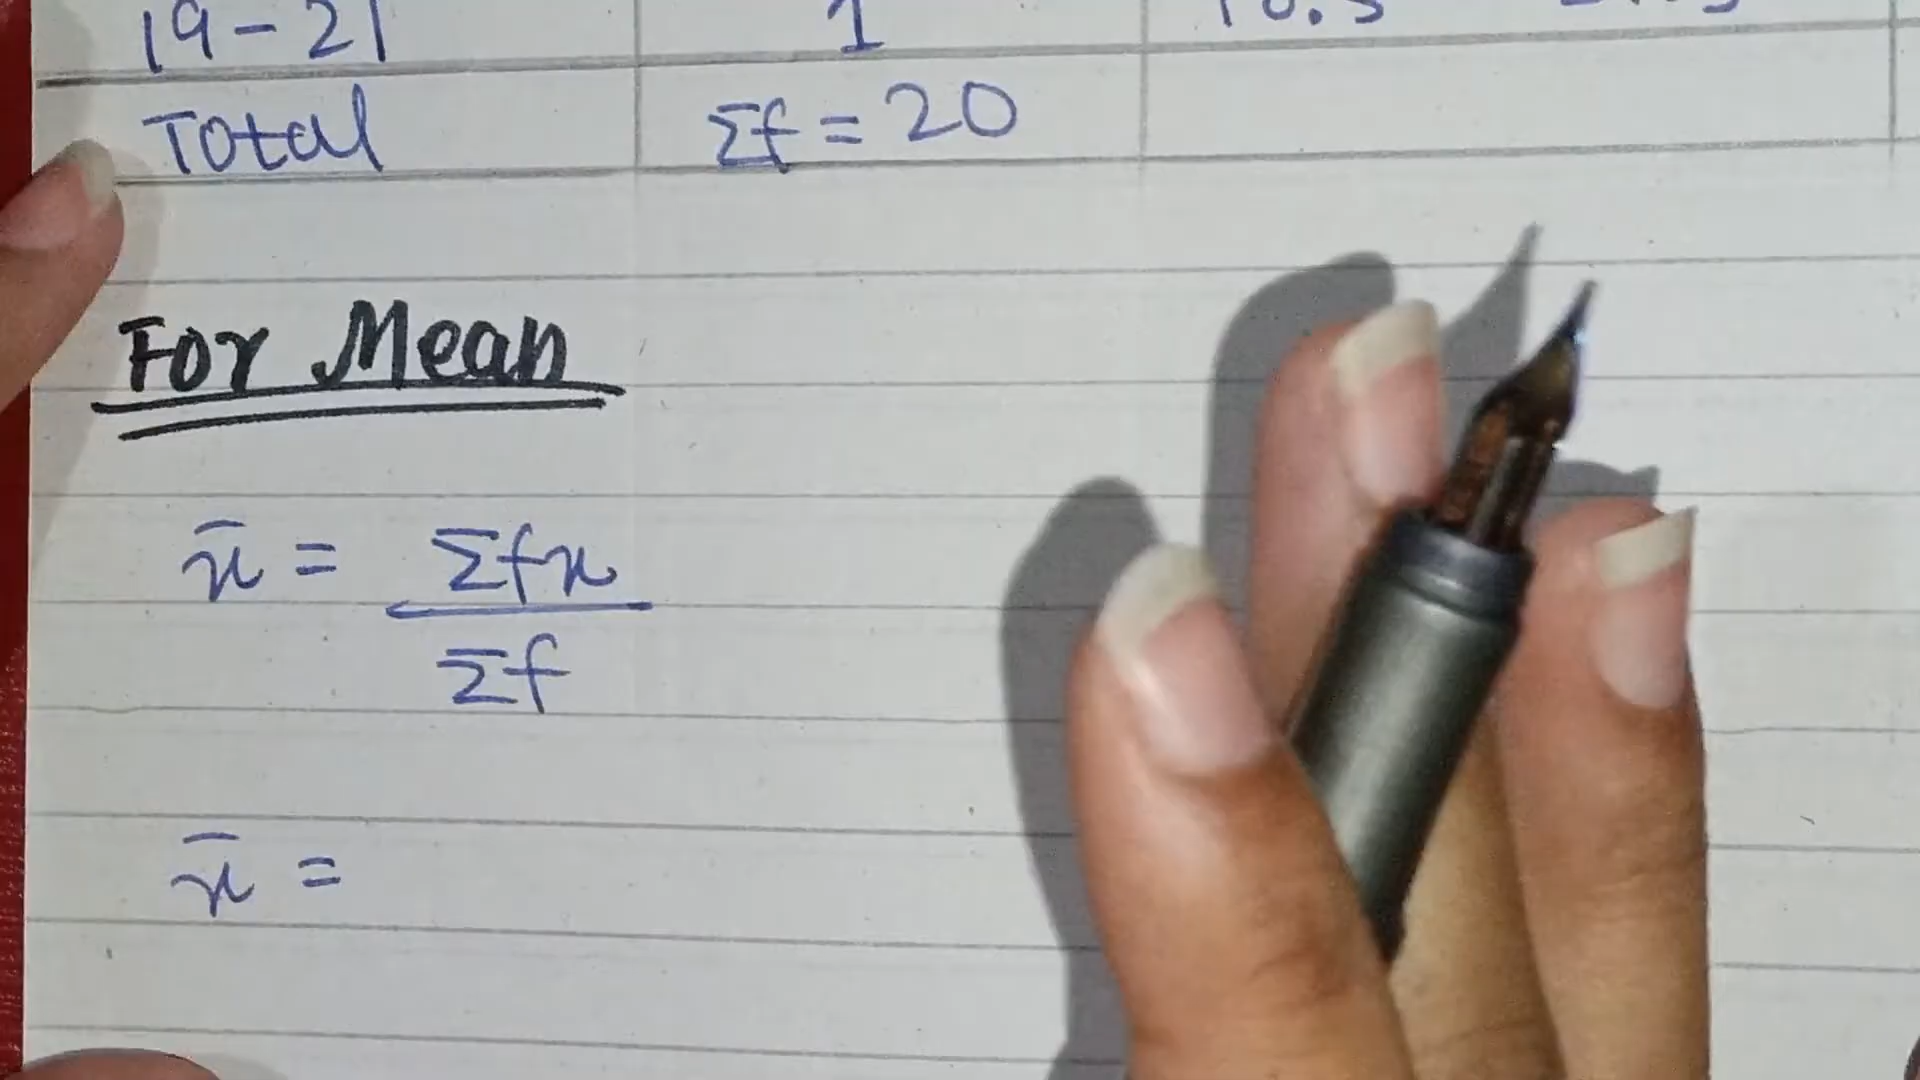 19-21 1
Total Σf = 20
For Mean
x̄ = Σfx
Σf
x̄ =